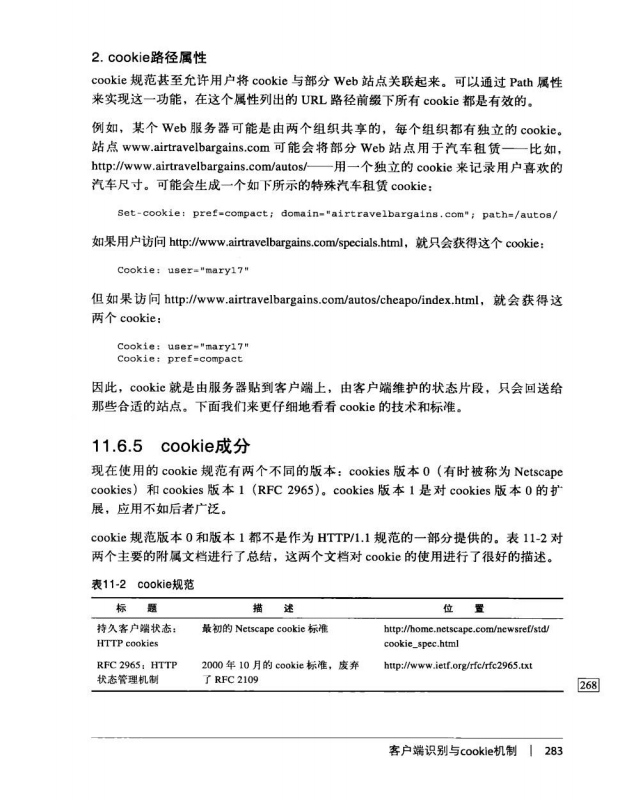 2. cookie路径属性
cookie 规范甚至允许用户将 cookie 与部分 Web 站点关联起来。可以通过 Path 属性
来实现这一功能，在这个属性列出的 URL 路径前缀下所有 cookie 都是有效的。
例如，某个 Web 服务器可能是由两个组织共享的，每个组织都有独立的 cookie。
站点 www.airtravelbargains.com 可能会将部分 Web 站点用于汽车租赁——比如，
http://www.airtravelbargains.com/autos/——用一个独立的 cookie 来记录用户喜欢的
汽车尺寸。可能会生成一个如下所示的特殊汽车租赁 cookie：
Set-cookie: pref=compact; domain="airtravelbargains.com"; path=/autos/
如果用户访问 http://www.airtravelbargains.com/specials.html，就只会获得这个 cookie：
Cookie: user="mary17"
但如果访问 http://www.airtravelbargains.com/autos/cheapo/index.html，就会获得这
两个 cookie：
Cookie: user="mary17"
Cookie: pref=compact
因此，cookie 就是由服务器贴到客户端上，由客户端维护的状态片段，只会回送给
那些合适的站点。下面我们来更仔细地看看 cookie 的技术和标准。
11.6.5 cookie成分
现在使用的 cookie 规范有两个不同的版本：cookies 版本 0（有时被称为 Netscape
cookies）和 cookies 版本 1（RFC 2965）。cookies 版本 1 是对 cookies 版本 0 的扩
展，应用不如后者广泛。
cookie 规范版本 0 和版本 1 都不是作为 HTTP/1.1 规范的一部分提供的。表 11-2 对
两个主要的附属文档进行了总结，这两个文档对 cookie 的使用进行了很好的描述。
表11-2 cookie规范
标 题 描 述 位 置
持久客户端状态： 最初的 Netscape cookie 标准 http://home.netscape.com/newsref/std/
HTTP cookies cookie_spec.html
RFC 2965：HTTP 2000 年 10 月的 cookie 标准，废弃 http://www.ietf.org/rfc/rfc2965.txt
状态管理机制 了 RFC 2109
268
客户端识别与cookie机制 | 283